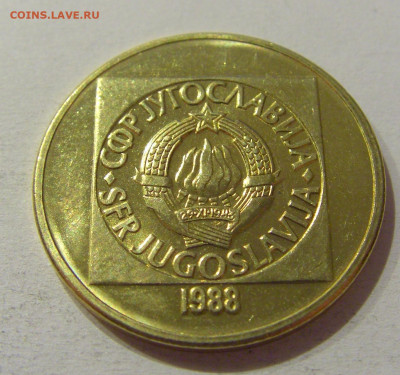 COINS.LAVE.RU
СФР ЈУГОСЛАВИЈА
SFR JUGOSLAVIJA
1988